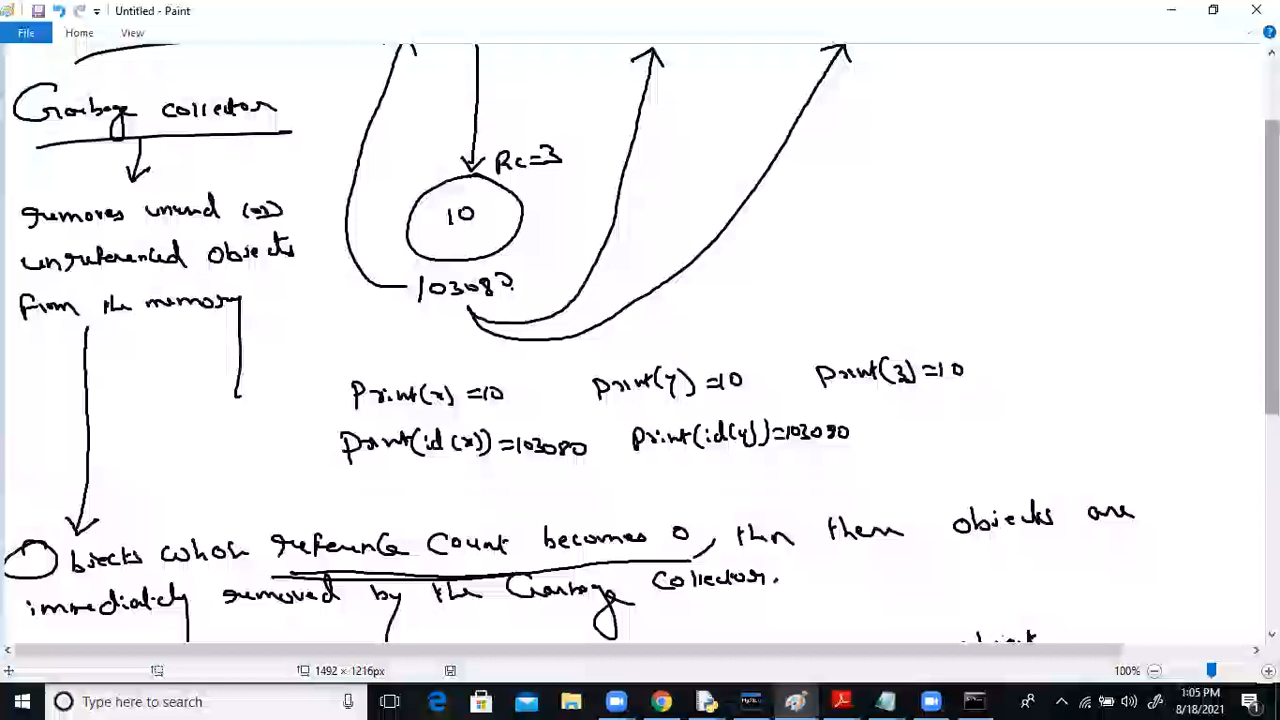 Untitled - Paint
File Home View
Garbage collector
Rc=3
10
removes unused (or)
unreferenced objects
from the memory
103080
print(x) =10 print(y) =10 print(z) =10
print(id(x)) =103080 print(id(y)) =103080
Objects whose reference count becomes 0, then them objects are
immediately removed by the Garbage collector.
1492 × 1216px 100%
Type here to search
1:05 PM
8/18/2021